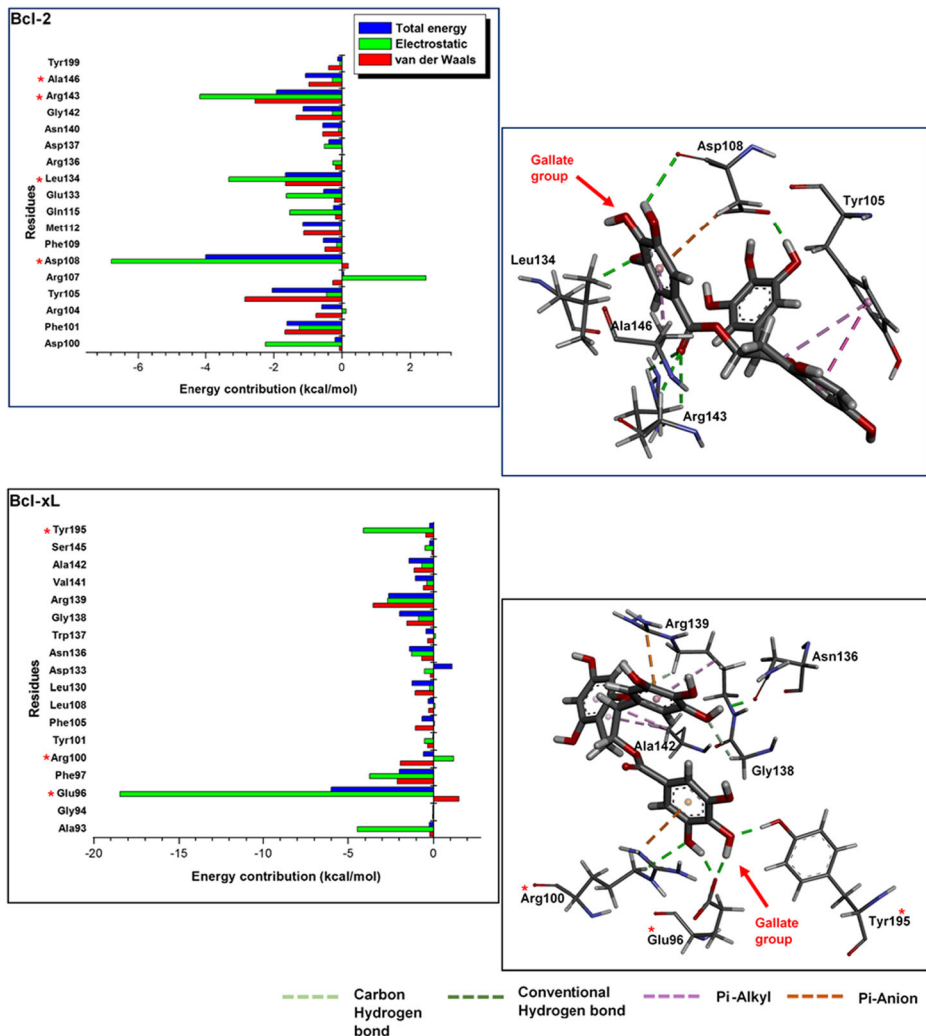 Bcl-2
Total energy
Electrostatic
van der Waals
Tyr199
* Ala146
* Arg143
Gly142
Asn140
Asp137
Arg136
* Leu134
Glu133
Gln115
Met112
Phe109
* Asp108
Arg107
Tyr105
Arg104
Phe101
Asp100
Residues
-6 -4 -2 0 2
Energy contribution (kcal/mol)
Asp108
Gallate
group
Tyr105
Leu134
Ala146
Arg143
Bcl-xL
* Tyr195
Ser145
Ala142
Val141
Arg139
Gly138
Trp137
Asn136
Asp133
Leu130
Leu108
Phe105
Tyr101
* Arg100
Phe97
* Glu96
Gly94
Ala93
Residues
-20 -15 -10 -5 0
Energy contribution (kcal/mol)
Arg139
Asn136
Ala142
Gly138
* Arg100
* Glu96
Gallate
group
Tyr195 *
Carbon
Hydrogen
bond
Conventional
Hydrogen bond
Pi-Alkyl
Pi-Anion